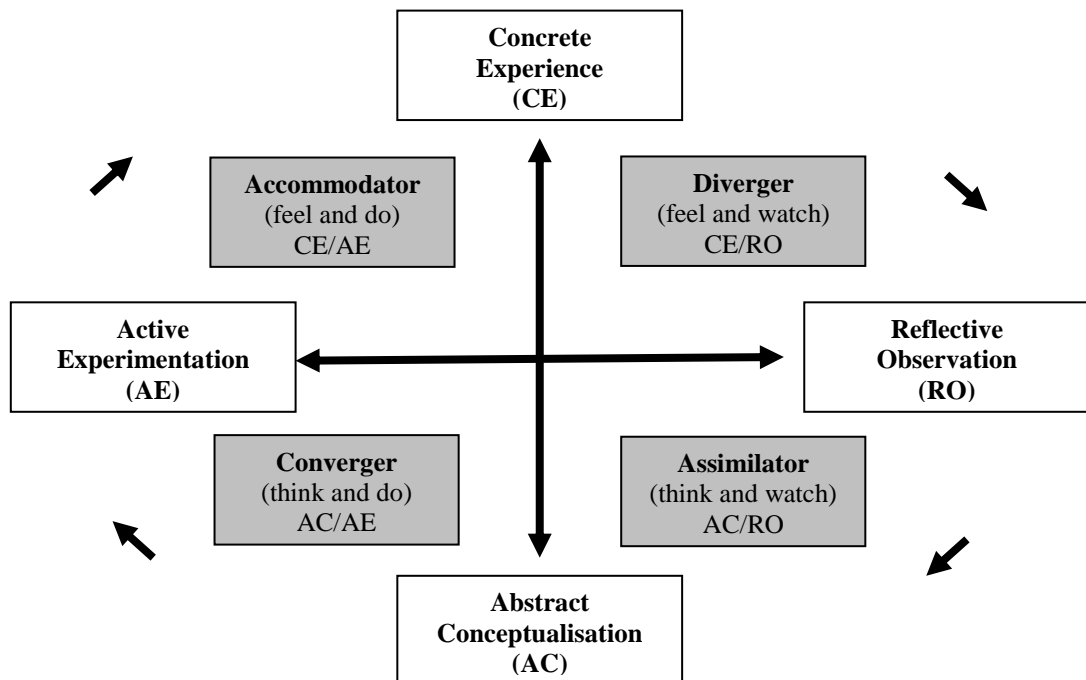 Concrete
Experience
(CE)
Accommodator
(feel and do)
CE/AE
Diverger
(feel and watch)
CE/RO
Active
Experimentation
(AE)
Reflective
Observation
(RO)
Converger
(think and do)
AC/AE
Assimilator
(think and watch)
AC/RO
Abstract
Conceptualisation
(AC)